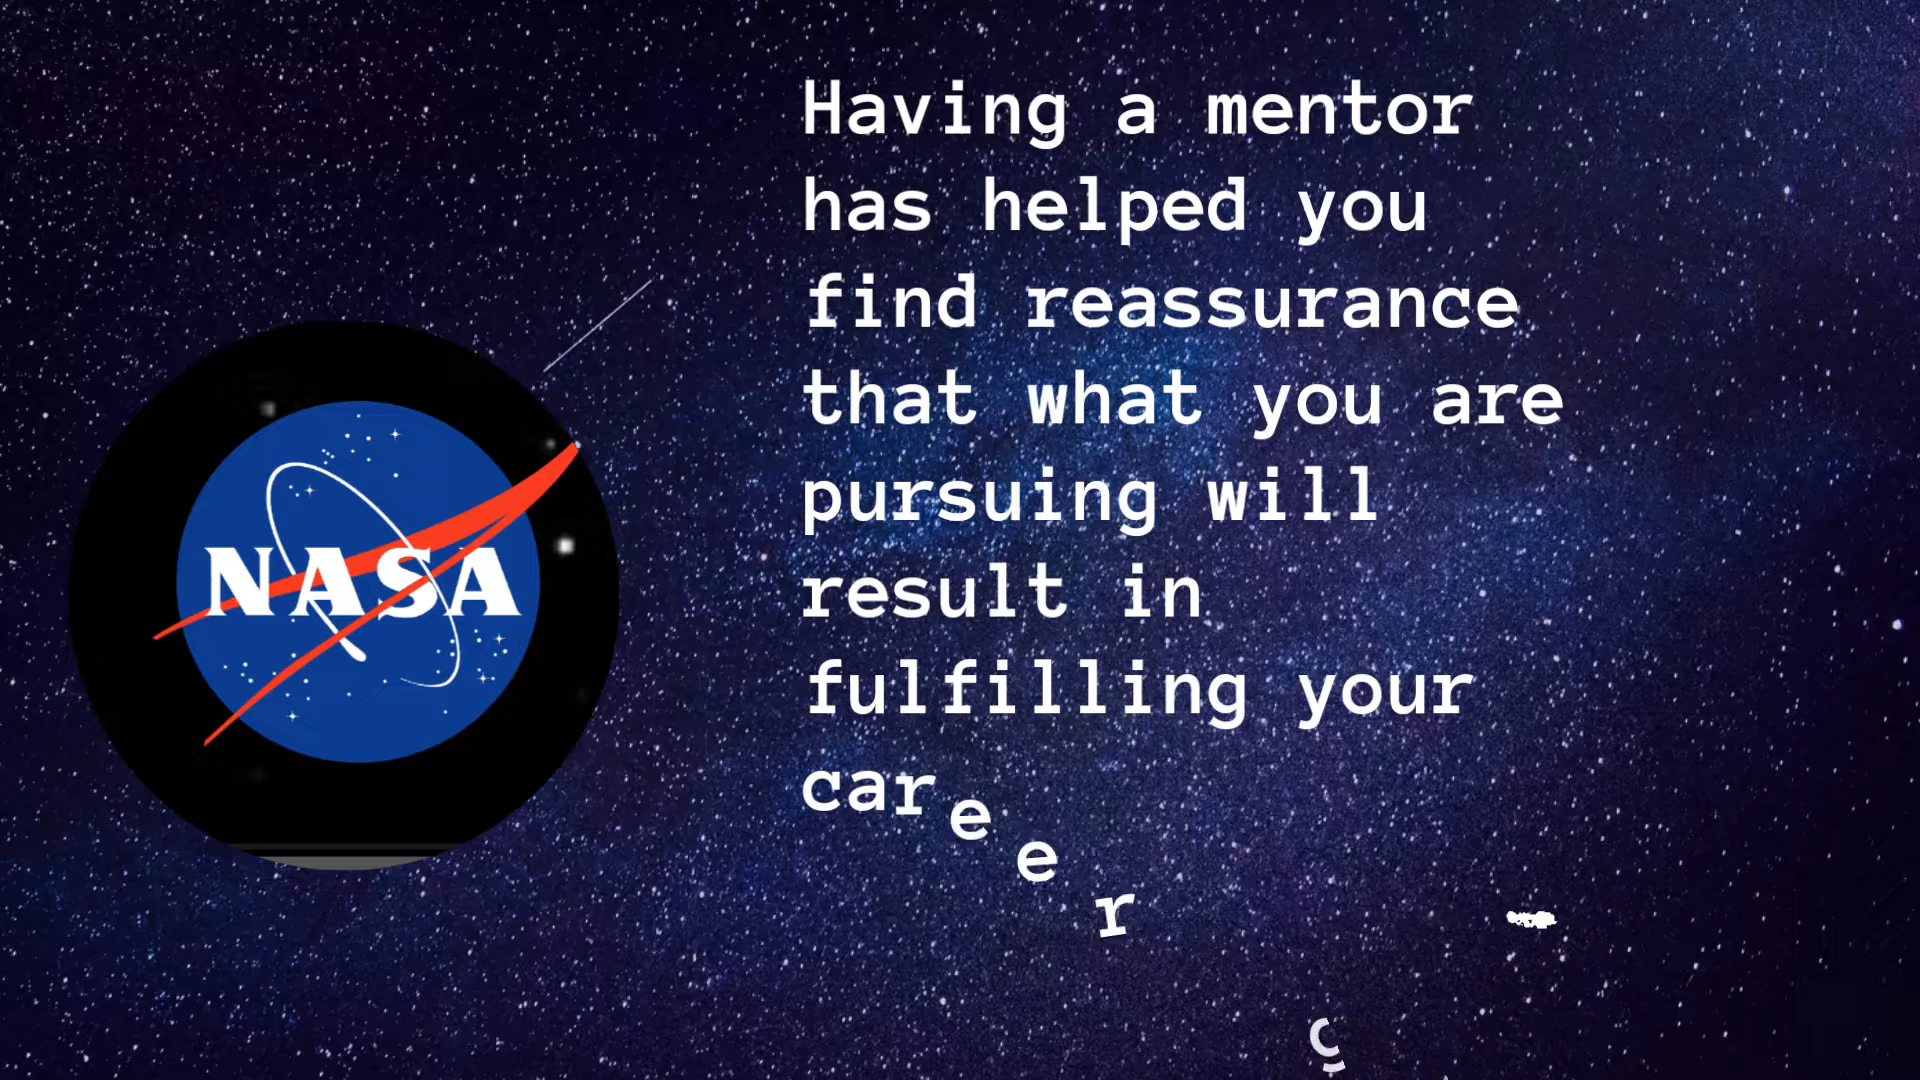 NASA
Having a mentor
has helped you
find reassurance
that what you are
pursuing will
result in
fulfilling your
career